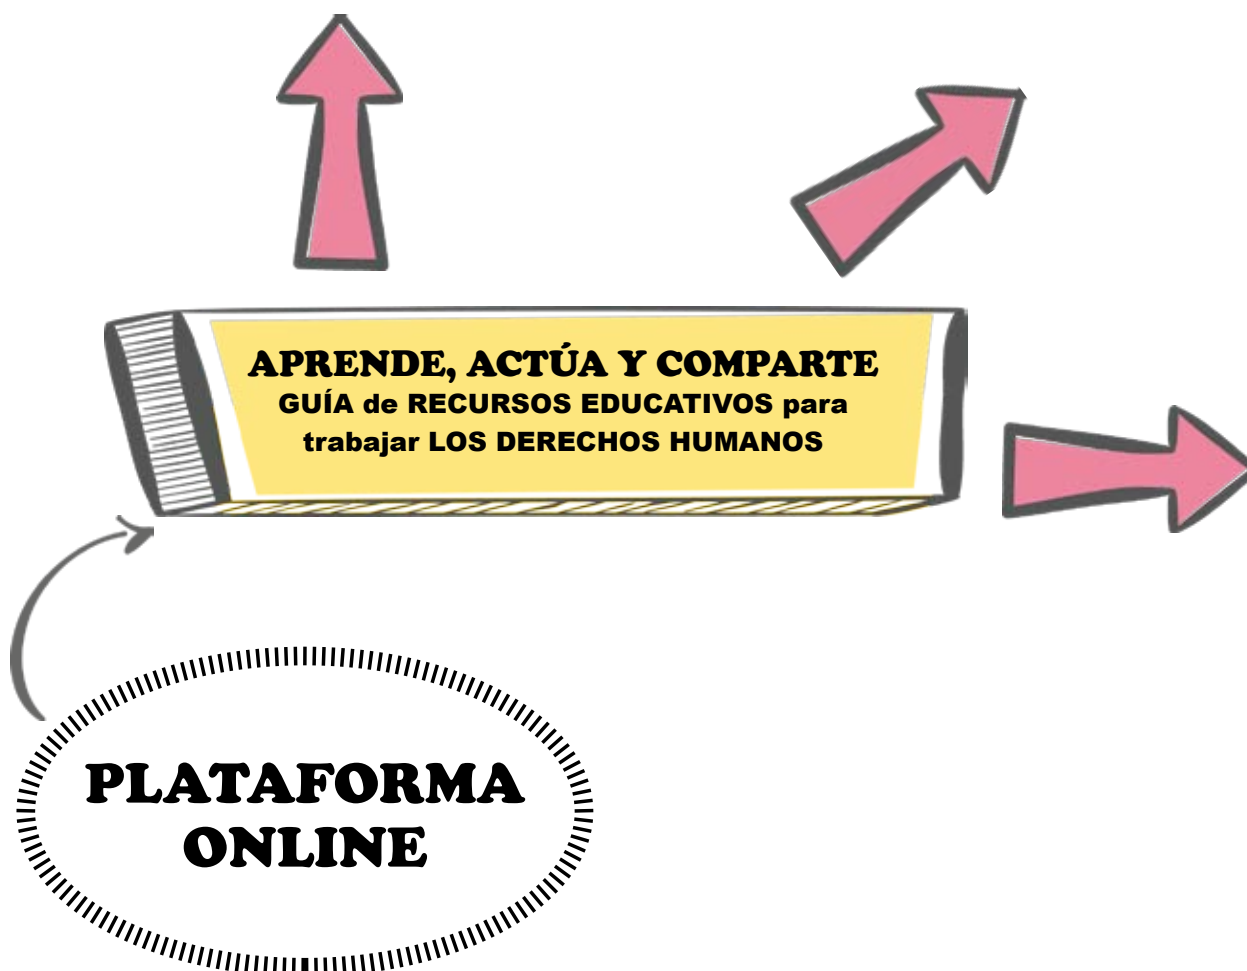 APRENDE, ACTÚA Y COMPARTE
GUÍA de RECURSOS EDUCATIVOS para
trabajar LOS DERECHOS HUMANOS
PLATAFORMA
ONLINE